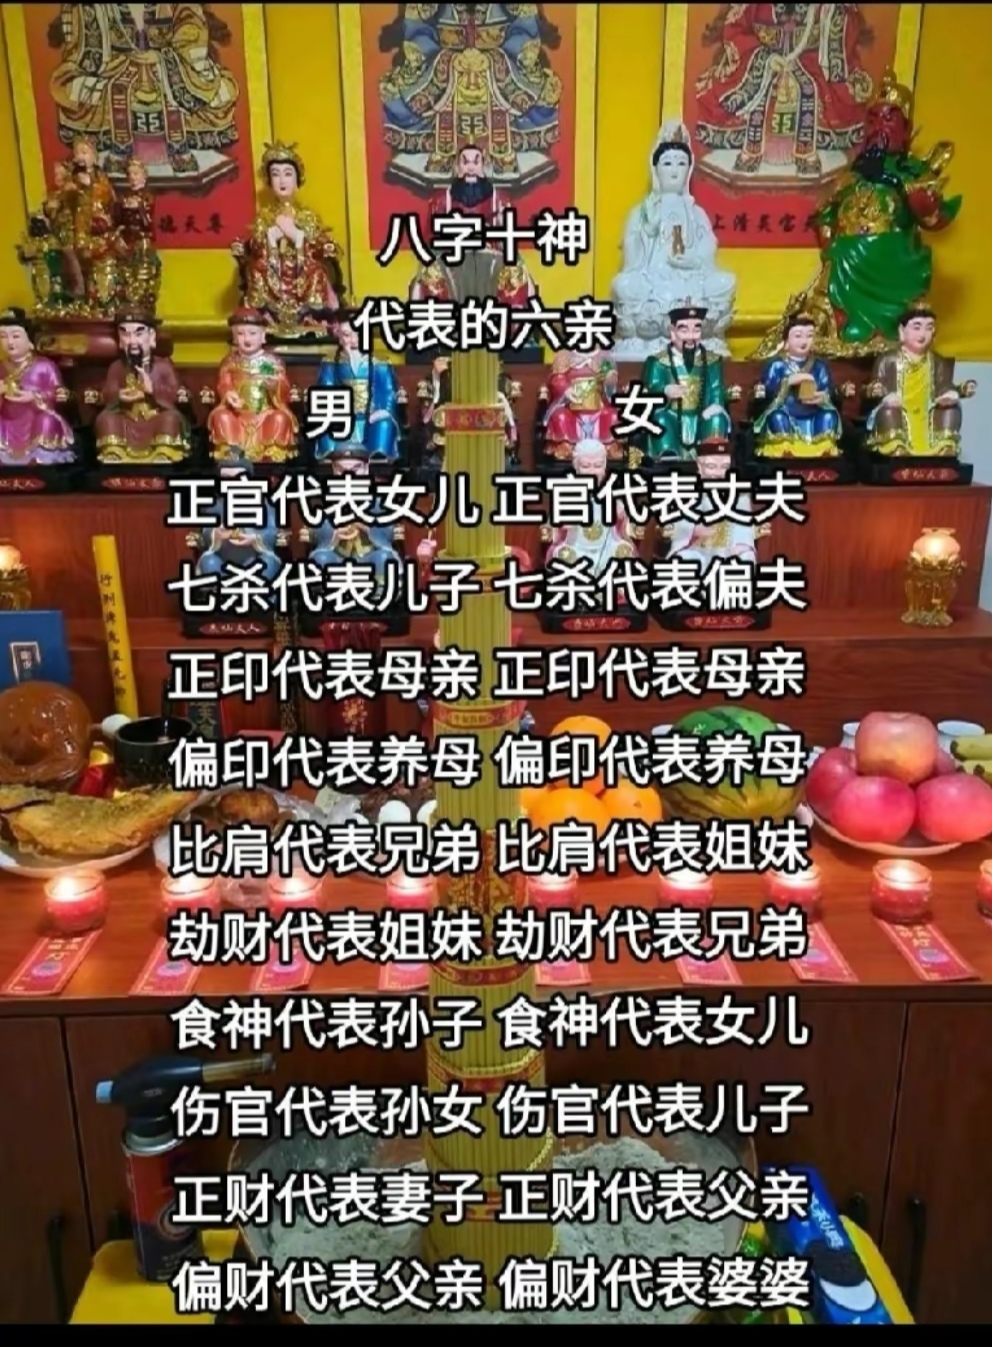 八字十神
代表的六亲
男 女
正官代表女儿 正官代表丈夫
七杀代表儿子 七杀代表偏夫
正印代表母亲 正印代表母亲
偏印代表养母 偏印代表养母
比肩代表兄弟 比肩代表姐妹
劫财代表姐妹 劫财代表兄弟
食神代表孙子 食神代表女儿
伤官代表孙女 伤官代表儿子
正财代表妻子 正财代表父亲
偏财代表父亲 偏财代表婆婆